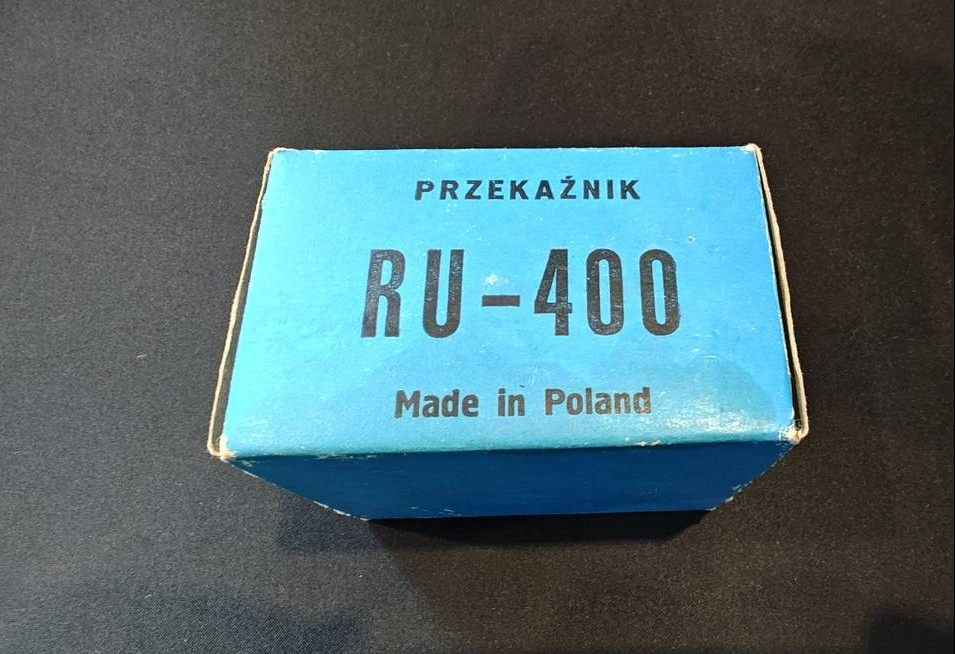 PRZEKAŹNIK
RU-400
Made in Poland